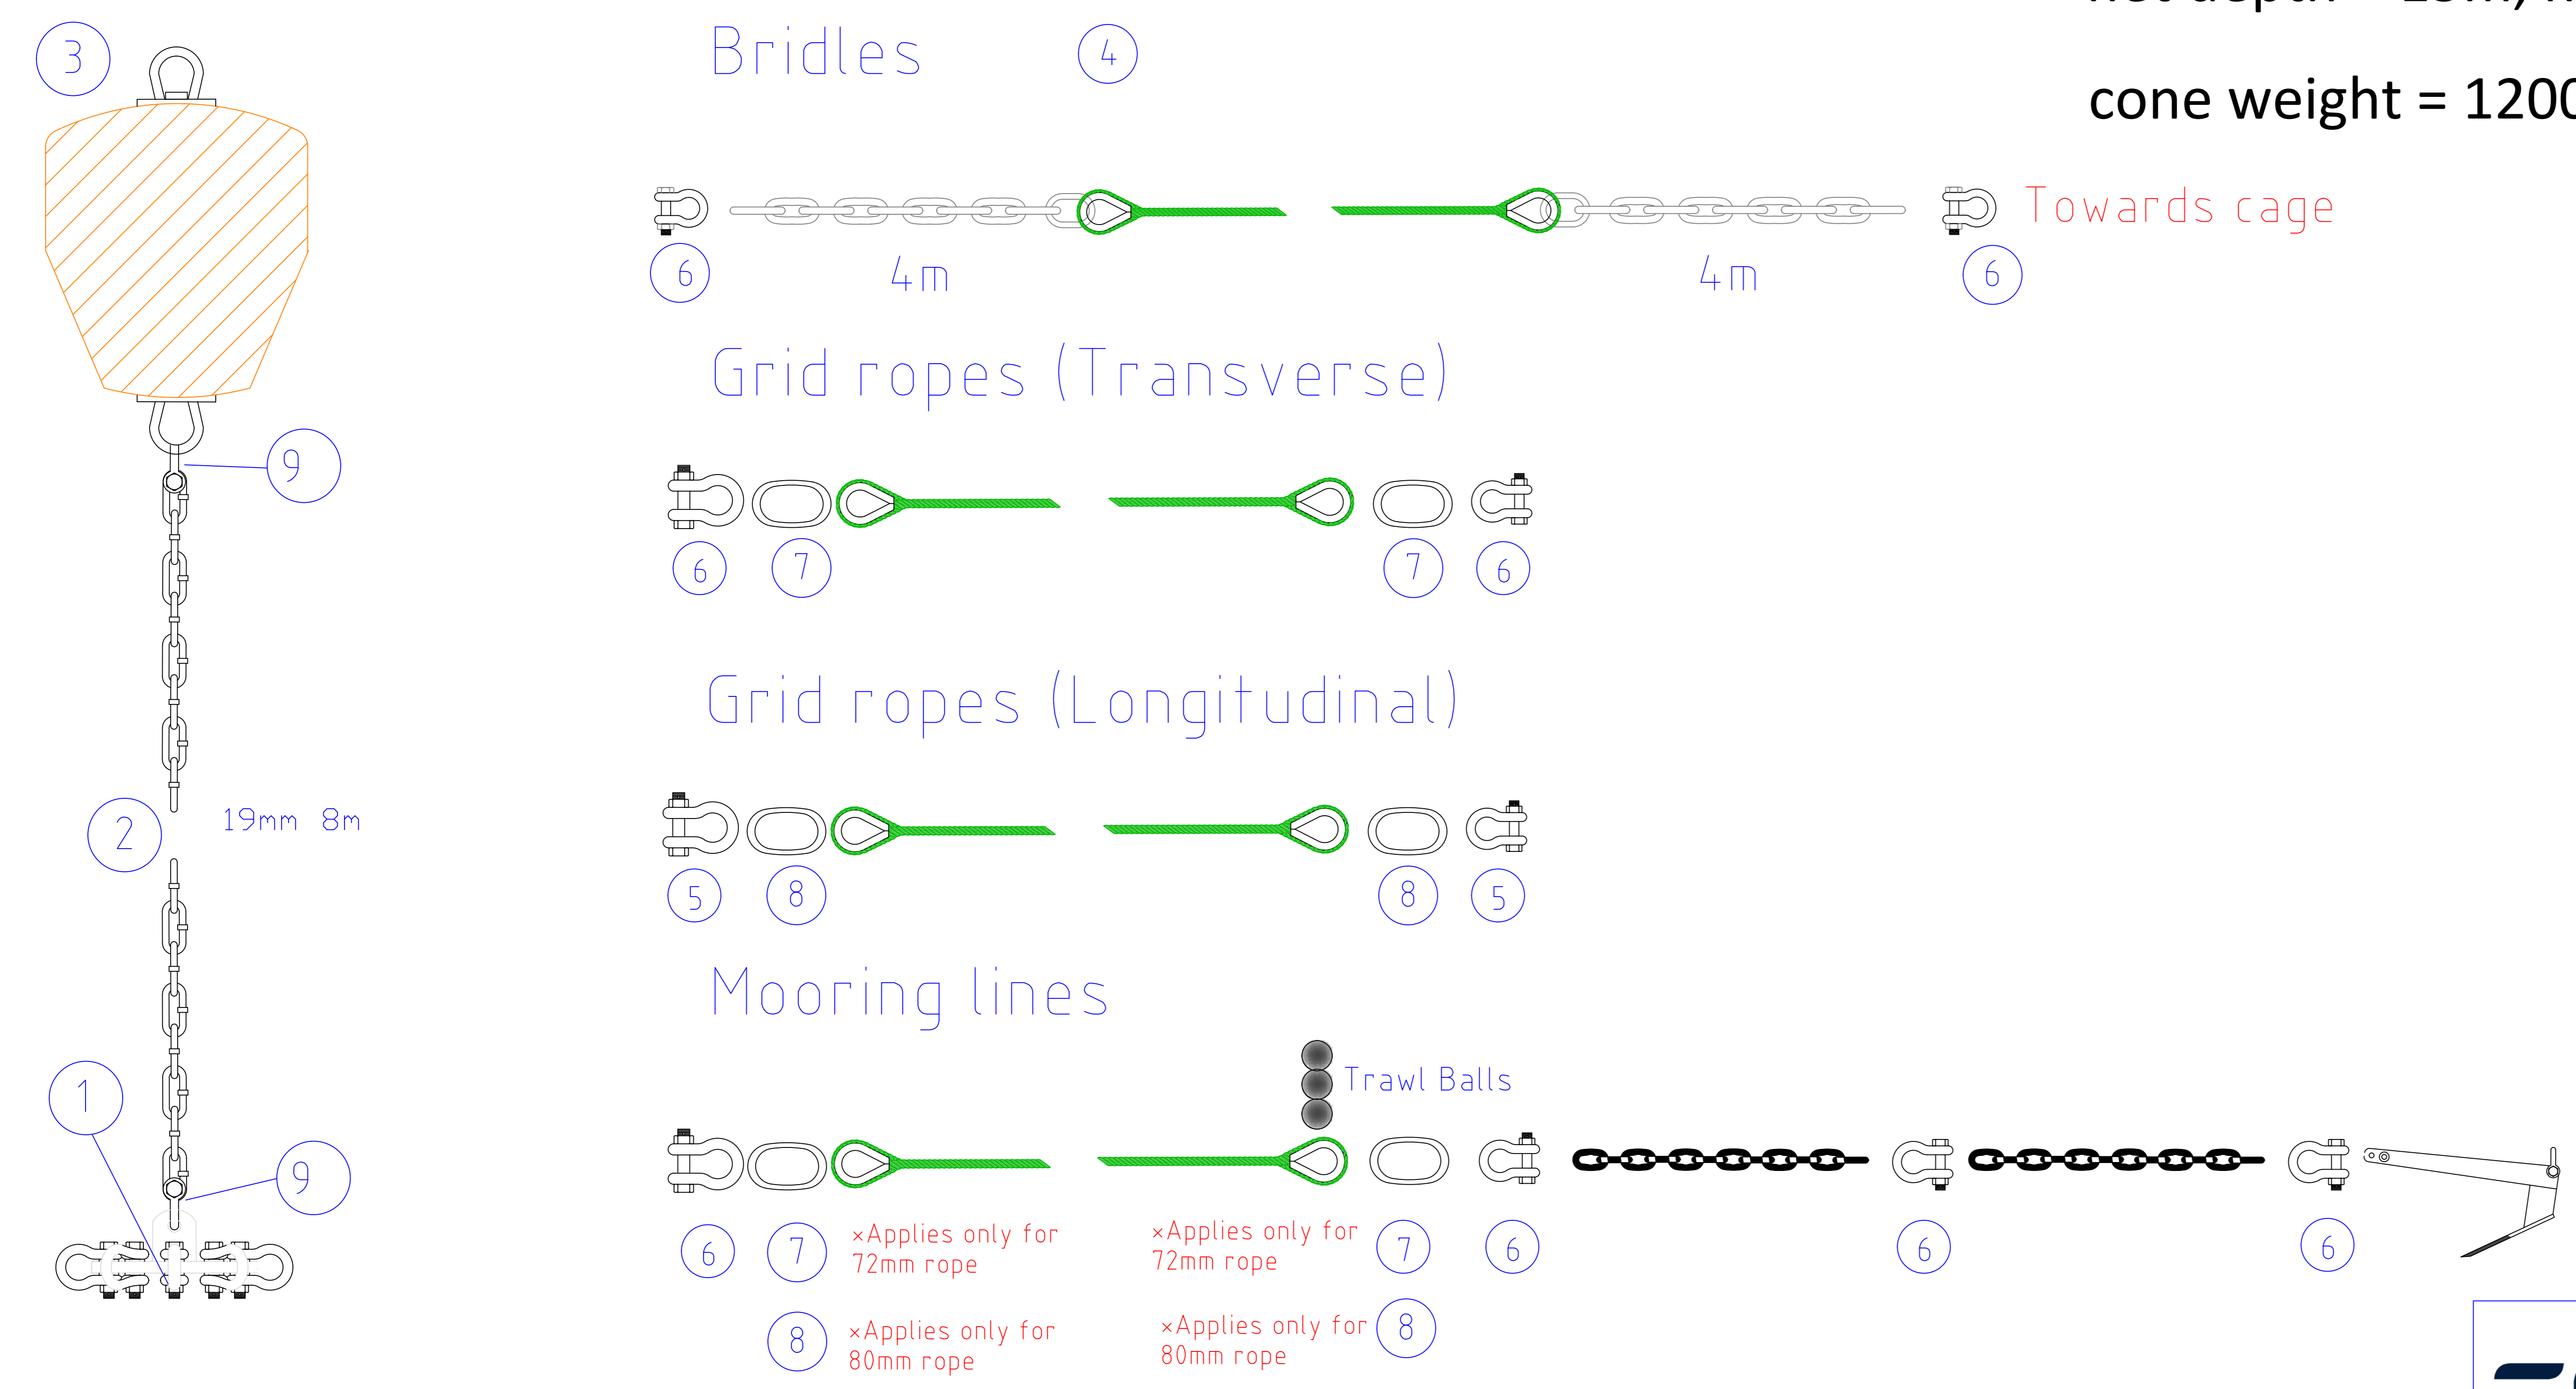 3
Bridles
4
cone weight = 1200
6
4m
4m
6
Towards cage
Grid ropes (Transverse)
9
6
7
7
6
Grid ropes (Longitudinal)
2
19mm 8m
5
8
8
5
Mooring lines
1
Trawl Balls
9
6
7
×Applies only for
72mm rope
×Applies only for
72mm rope
7
6
6
6
8
×Applies only for
80mm rope
×Applies only for
80mm rope
8